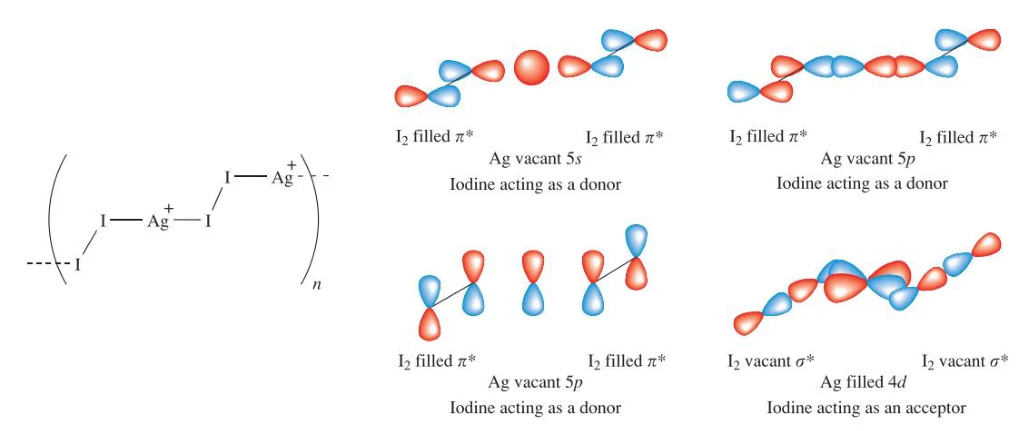 I — Ag⁺ - - -
I — Ag⁺ — I
I
n
I₂ filled π* I₂ filled π*
Ag vacant 5s
Iodine acting as a donor
I₂ filled π* I₂ filled π*
Ag vacant 5p
Iodine acting as a donor
I₂ filled π* I₂ filled π*
Ag vacant 5p
Iodine acting as a donor
I₂ vacant σ* I₂ vacant σ*
Ag filled 4d
Iodine acting as an acceptor